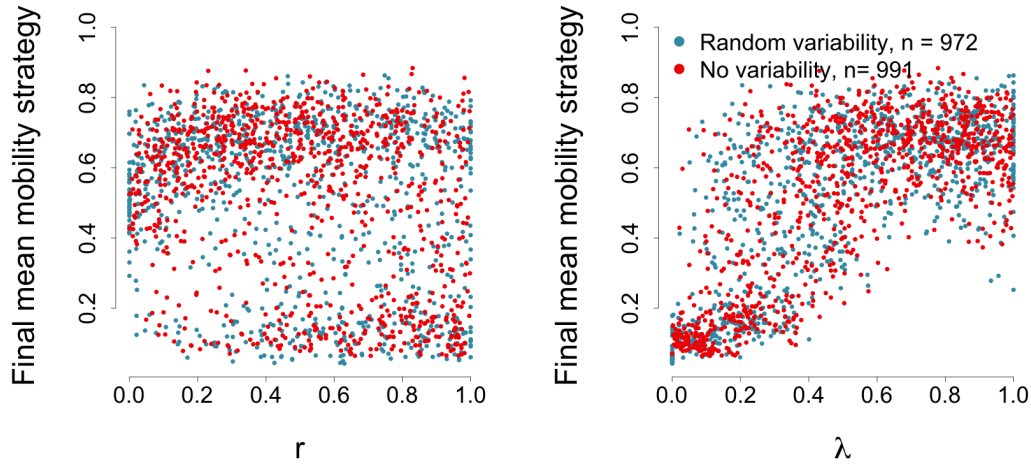 Final mean mobility strategy
1.0
0.8
0.6
0.4
0.2
0.0 0.2 0.4 0.6 0.8 1.0
r
Final mean mobility strategy
1.0
0.8
0.6
0.4
0.2
Random variability, n = 972
No variability, n= 991
0.0 0.2 0.4 0.6 0.8 1.0
λ